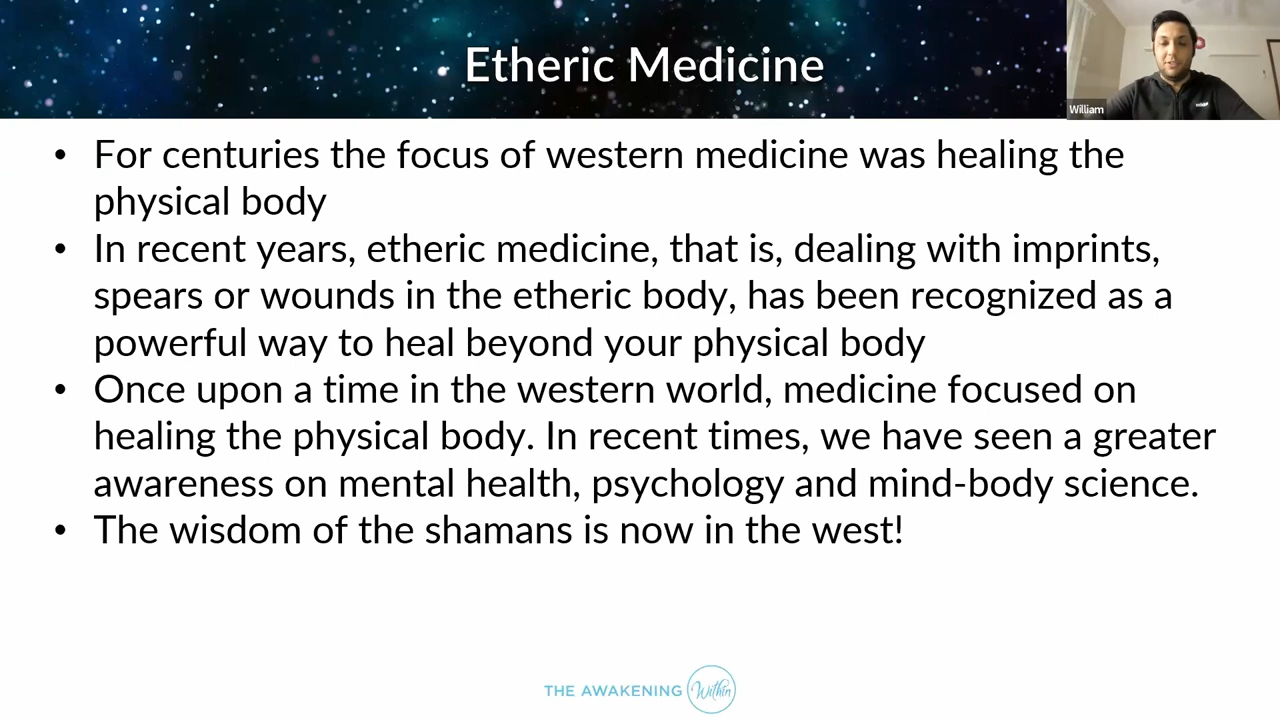 Etheric Medicine
William
• For centuries the focus of western medicine was healing the
physical body
• In recent years, etheric medicine, that is, dealing with imprints,
spears or wounds in the etheric body, has been recognized as a
powerful way to heal beyond your physical body
• Once upon a time in the western world, medicine focused on
healing the physical body. In recent times, we have seen a greater
awareness on mental health, psychology and mind-body science.
• The wisdom of the shamans is now in the west!
THE AWAKENING Within